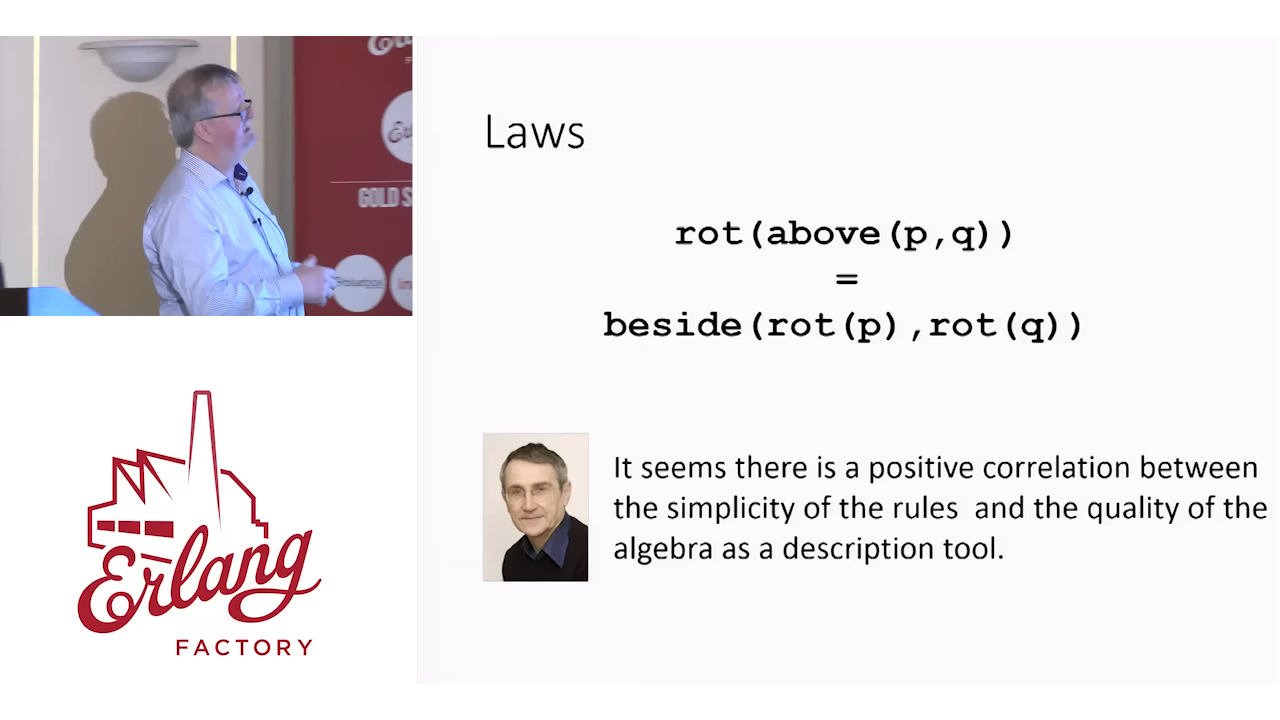 GOLD S
Laws
rot(above(p,q))
=
beside(rot(p),rot(q))
It seems there is a positive correlation between
the simplicity of the rules  and the quality of the
algebra as a description tool.
Erlang
FACTORY